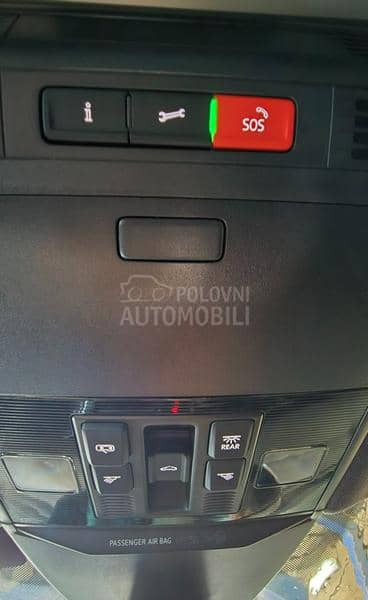 i
SOS
POLOVNI
AUTOMOBILI
REAR
PASSENGER AIR BAG